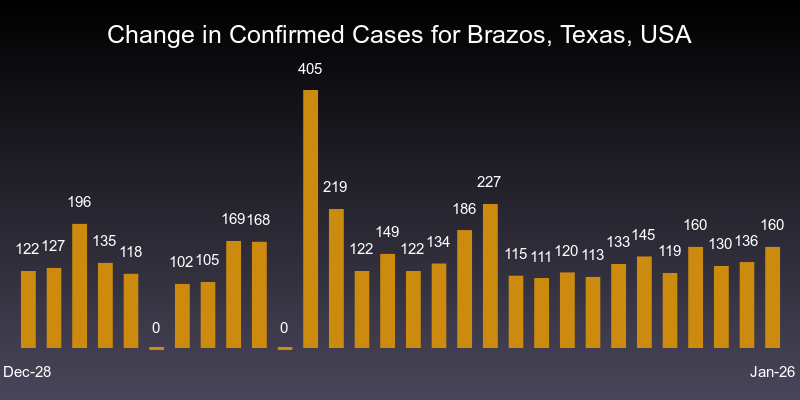 Change in Confirmed Cases for Brazos, Texas, USA
122 127 196 135 118 0 102 105 169 168 0 405 219 122 149 122 134 186 227 115 111 120 113 133 145 119 160 130 136 160
Dec-28 Jan-26